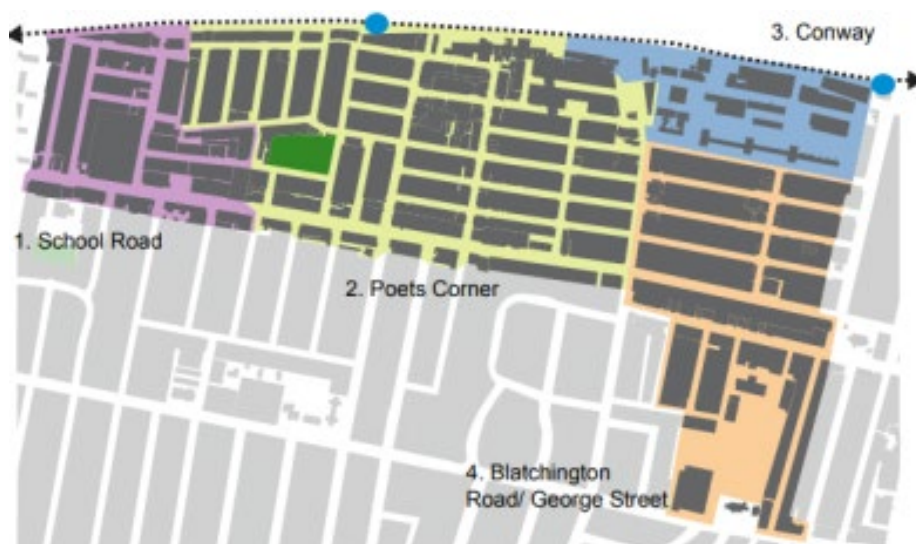 3. Conway
1. School Road
2. Poets Corner
4. Blatchington
Road/ George Street